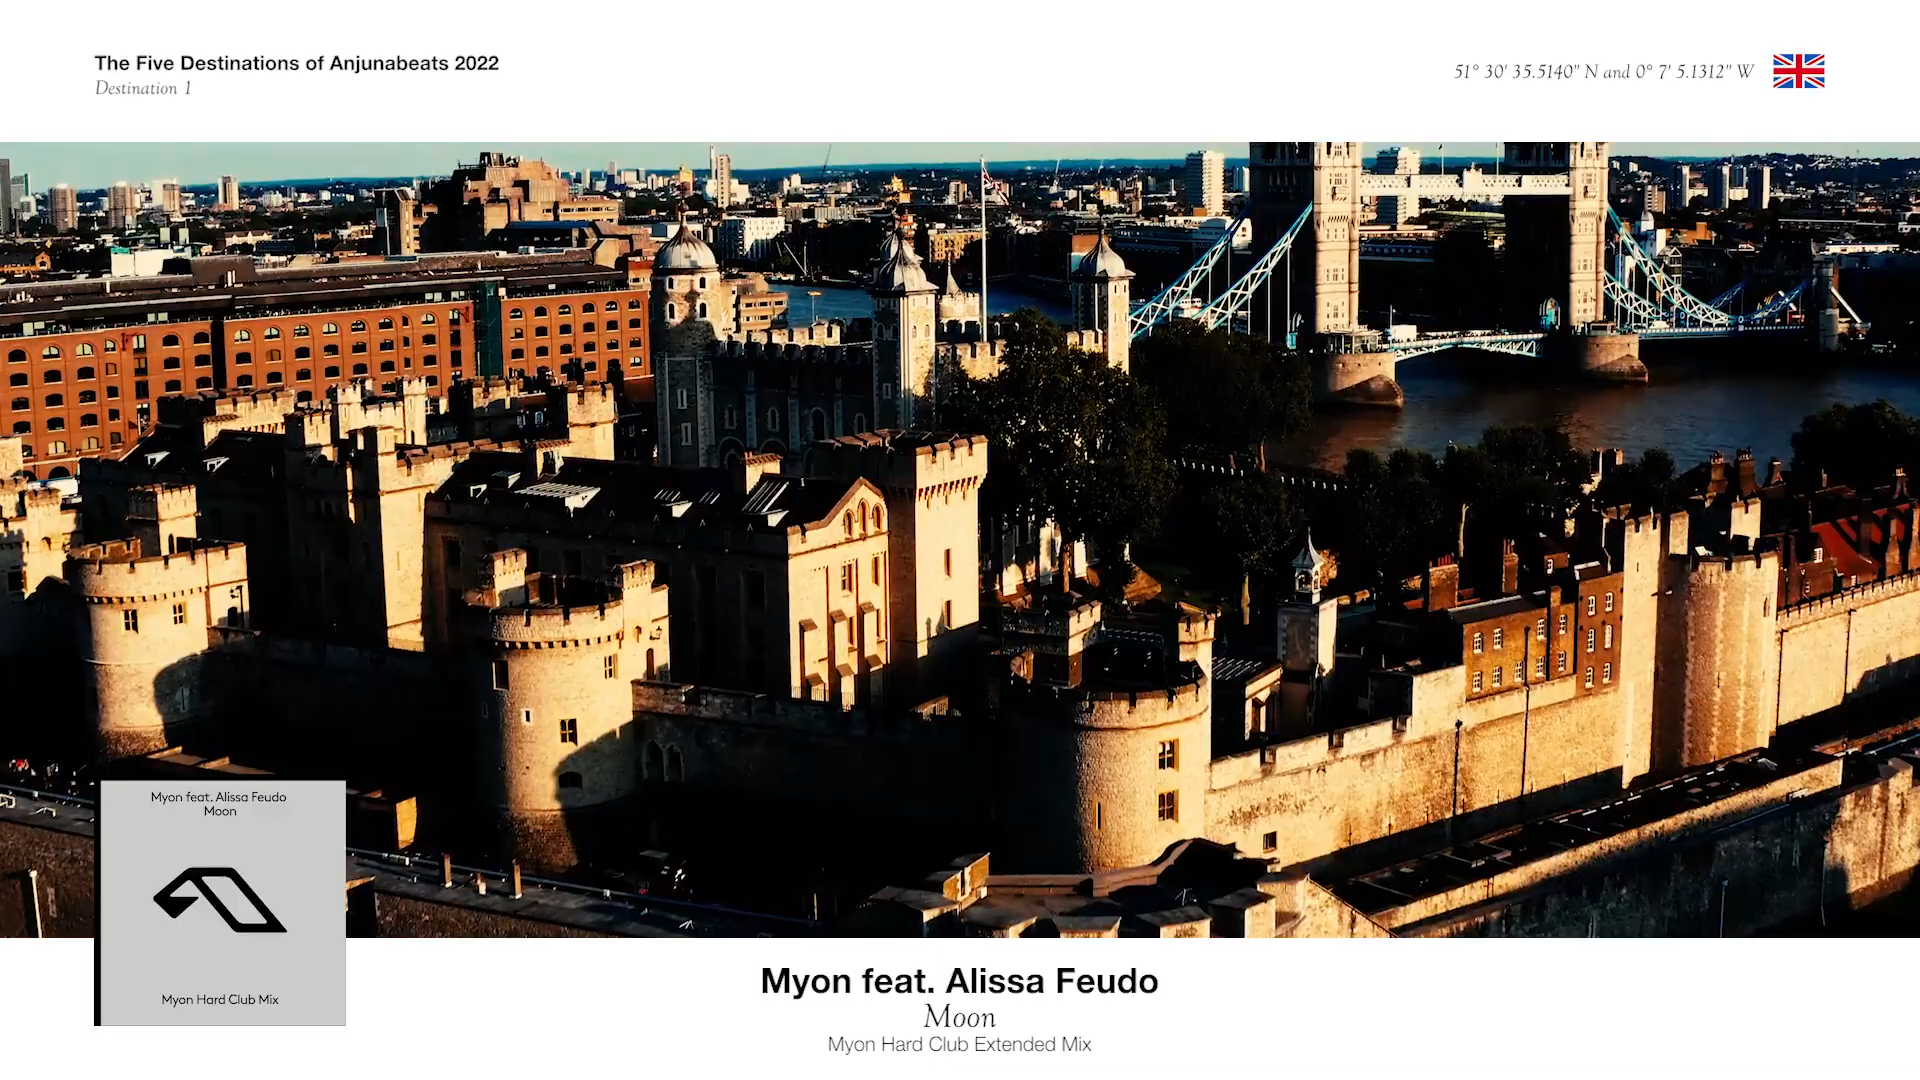 The Five Destinations of Anjunabeats 2022
Destination 1
51° 30' 35.5140" N and 0° 7' 5.1312" W
Myon feat. Alissa Feudo
Moon
Myon Hard Club Mix
Myon feat. Alissa Feudo
Moon
Myon Hard Club Extended Mix